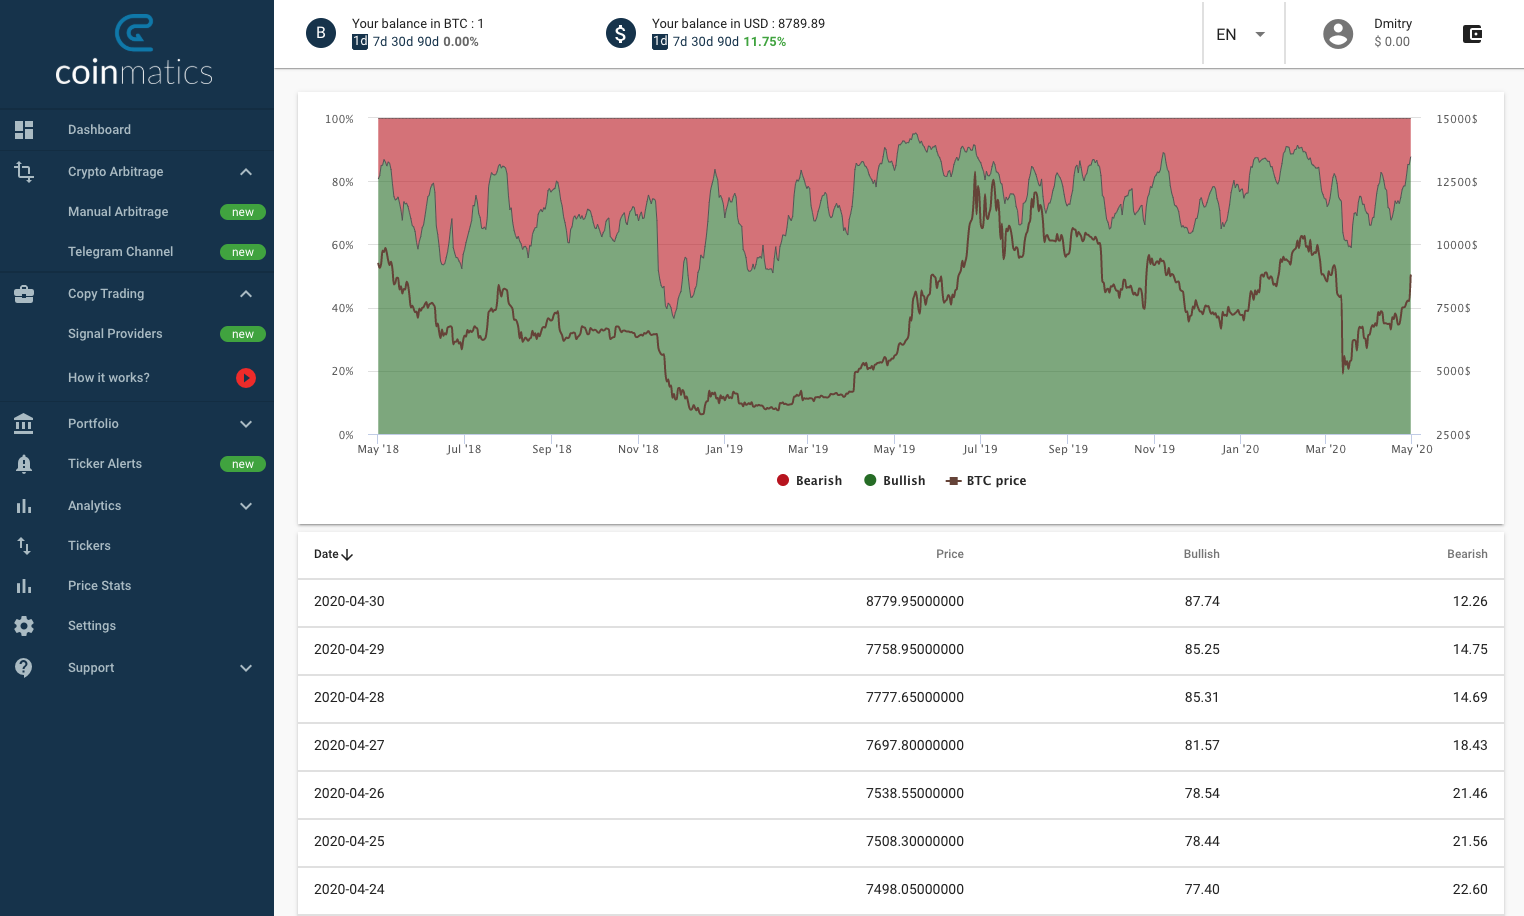 coinmatics
Dashboard
Crypto Arbitrage
Manual Arbitrage new
Telegram Channel new
Copy Trading
Signal Providers new
How it works?
Portfolio
Ticker Alerts new
Analytics
Tickers
Price Stats
Settings
Support
B
Your balance in BTC : 1
1d 7d 30d 90d 0.00%
$
Your balance in USD : 8789.89
1d 7d 30d 90d 11.75%
EN
Dmitry
$ 0.00
100% 15000$
80% 12500$
60% 10000$
40% 7500$
20% 5000$
0% 2500$
May '18 Jul '18 Sep '18 Nov '18 Jan '19 Mar '19 May '19 Jul '19 Sep '19 Nov '19 Jan '20 Mar '20 May '20
Bearish Bullish BTC price
Date Price Bullish Bearish
2020-04-30 8779.95000000 87.74 12.26
2020-04-29 7758.95000000 85.25 14.75
2020-04-28 7777.65000000 85.31 14.69
2020-04-27 7697.80000000 81.57 18.43
2020-04-26 7538.55000000 78.54 21.46
2020-04-25 7508.30000000 78.44 21.56
2020-04-24 7498.05000000 77.40 22.60